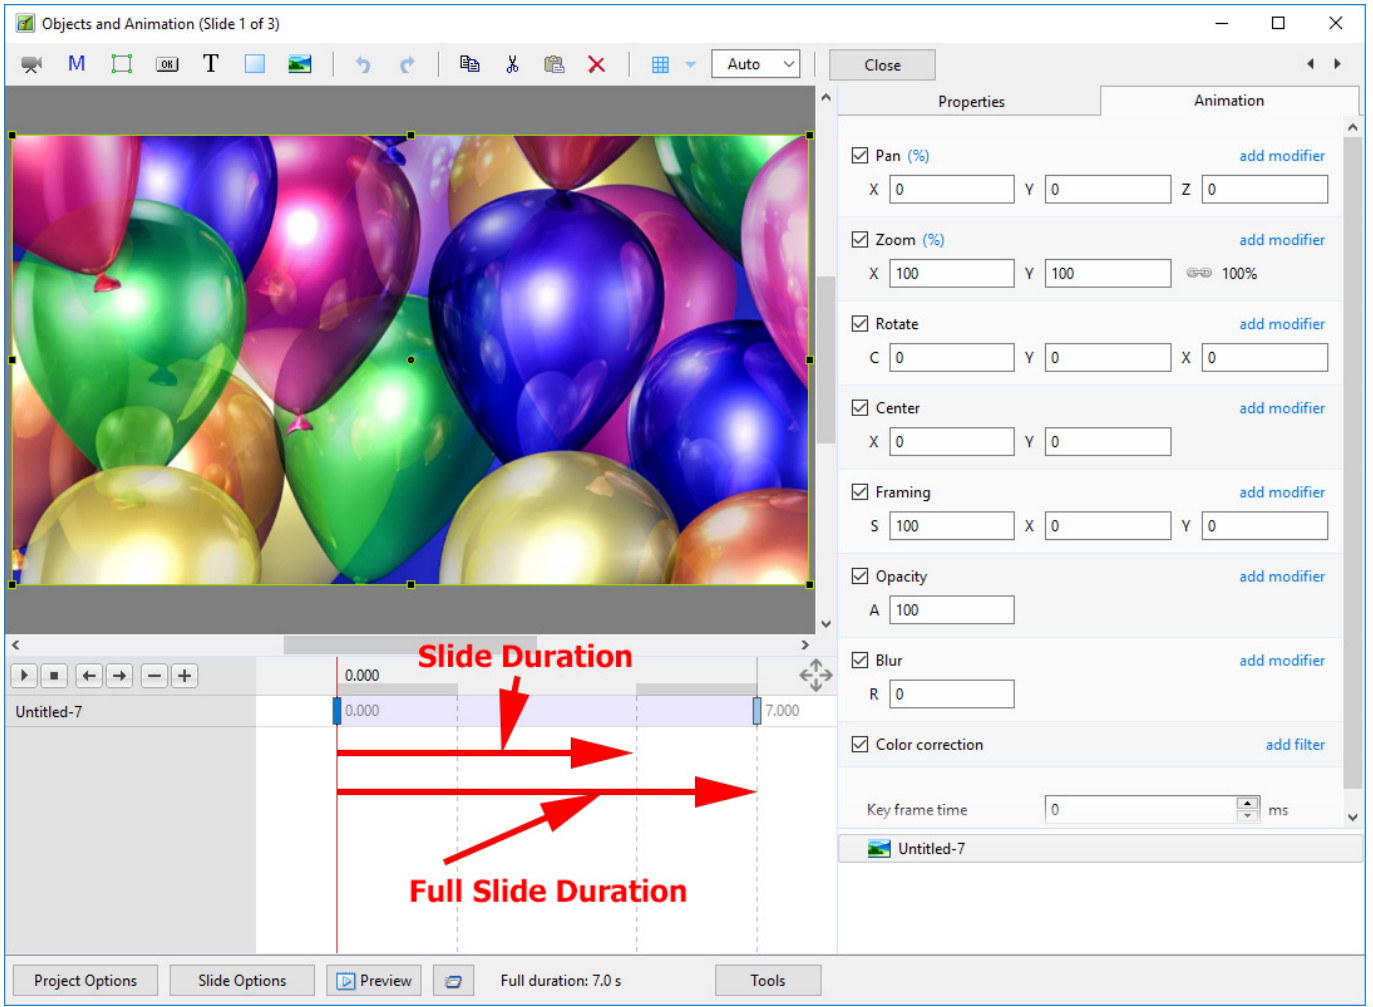 Objects and Animation (Slide 1 of 3)
M OK T Auto Close
Properties Animation
Pan (%) add modifier
X 0 Y 0 Z 0
Zoom (%) add modifier
X 100 Y 100 100%
Rotate add modifier
C 0 Y 0 X 0
Center add modifier
X 0 Y 0
Framing add modifier
S 100 X 0 Y 0
Opacity add modifier
A 100
Blur add modifier
R 0
Color correction add filter
Key frame time 0 ms
Untitled-7
Slide Duration
0.000
Untitled-7 0.000 7.000
Full Slide Duration
Project Options Slide Options Preview Full duration: 7.0 s Tools